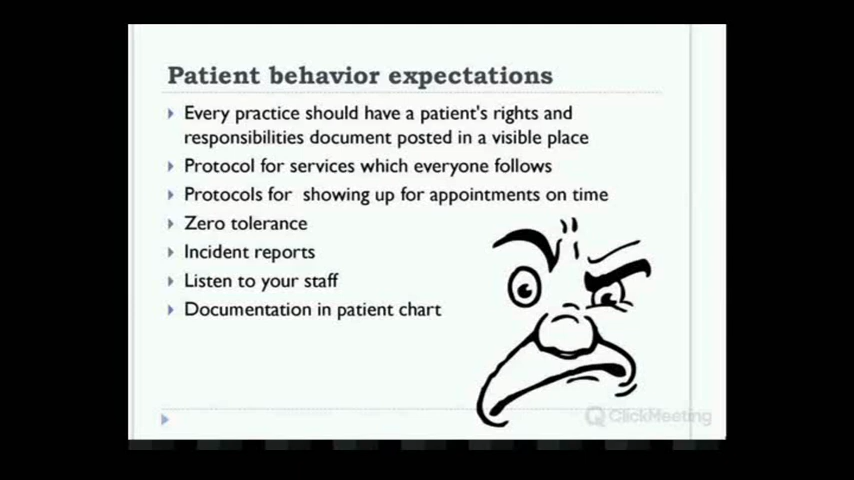 Patient behavior expectations
Every practice should have a patient's rights and
responsibilities document posted in a visible place
Protocol for services which everyone follows
Protocols for showing up for appointments on time
Zero tolerance
Incident reports
Listen to your staff
Documentation in patient chart
ClickMeeting